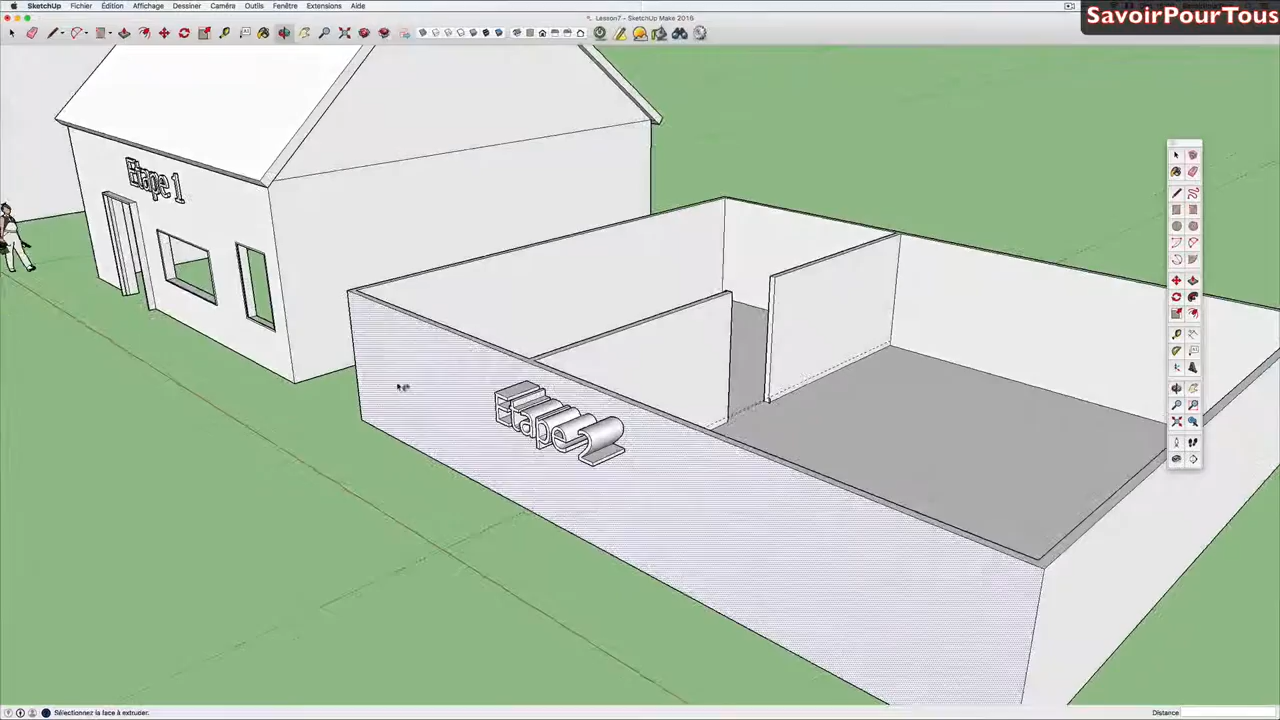 SketchUp Fichier Édition Affichage Dessiner Caméra Outils Fenêtre Extensions Aide
SavoirPourTous
Lesson7 - SketchUp Make 2016
Etape 1
Etape 2
Sélectionnez la face à extruder.
Distance